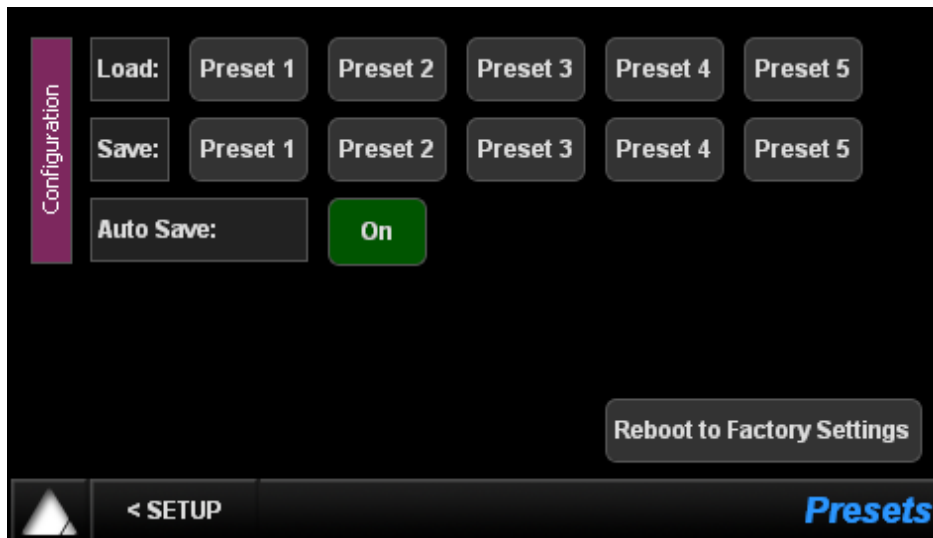 Configuration
Load: Preset 1 Preset 2 Preset 3 Preset 4 Preset 5
Save: Preset 1 Preset 2 Preset 3 Preset 4 Preset 5
Auto Save: On
Reboot to Factory Settings
< SETUP Presets